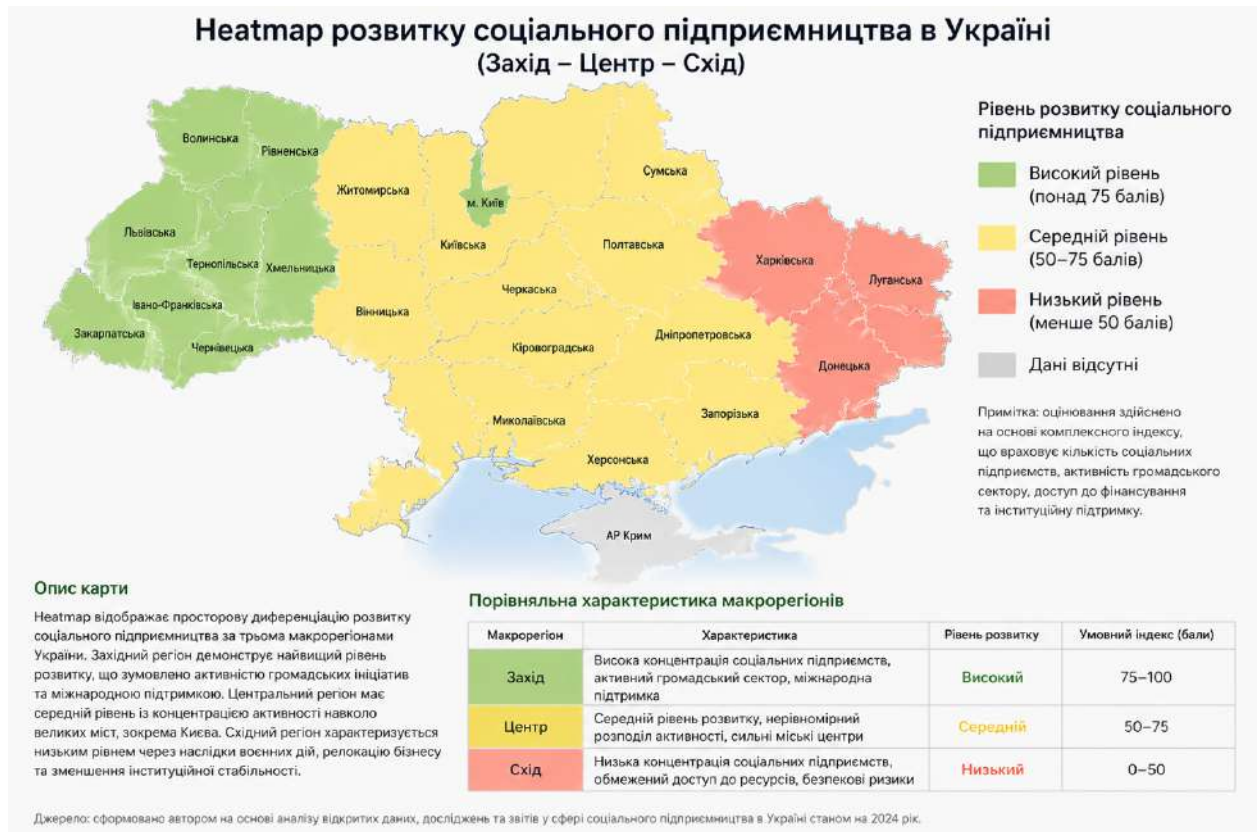 Heatmap розвитку соціального підприємництва в Україні
(Захід – Центр – Схід)
Волинська
Рівненська
Житомирська
м. Київ
Сумська
Львівська
Тернопільська
Хмельницька
Київська
Полтавська
Харківська
Луганська
Івано-Франківська
Закарпатська
Чернівецька
Вінницька
Черкаська
Кіровоградська
Дніпропетровська
Донецька
Миколаївська
Запорізька
Херсонська
АР Крим
Рівень розвитку соціального
підприємництва
Високий рівень
(понад 75 балів)
Середній рівень
(50–75 балів)
Низький рівень
(менше 50 балів)
Дані відсутні
Примітка: оцінювання здійснено
на основі комплексного індексу,
що враховує кількість соціальних
підприємств, активність громадського
сектору, доступ до фінансування
та інституційну підтримку.
Опис карти
Heatmap відображає просторову диференціацію розвитку
соціального підприємництва за трьома макрорегіонами
України. Західний регіон демонструє найвищий рівень
розвитку, що зумовлено активністю громадських ініціатив
та міжнародною підтримкою. Центральний регіон має
середній рівень із концентрацією активності навколо
великих міст, зокрема Києва. Східний регіон характеризується
низьким рівнем через наслідки воєнних дій, релокацію бізнесу
та зменшення інституційної стабільності.
Порівняльна характеристика макрорегіонів
Макрорегіон Характеристика Рівень розвитку Умовний індекс (бали)
Захід Висока концентрація соціальних підприємств,
активний громадський сектор, міжнародна
підтримка Високий 75–100
Центр Середній рівень розвитку, нерівномірний
розподіл активності, сильні міські центри Середній 50–75
Схід Низька концентрація соціальних підприємств,
обмежений доступ до ресурсів, безпекові ризики Низький 0–50
Джерело: сформовано автором на основі аналізу відкритих даних, досліджень та звітів у сфері соціального підприємництва в Україні станом на 2024 рік.